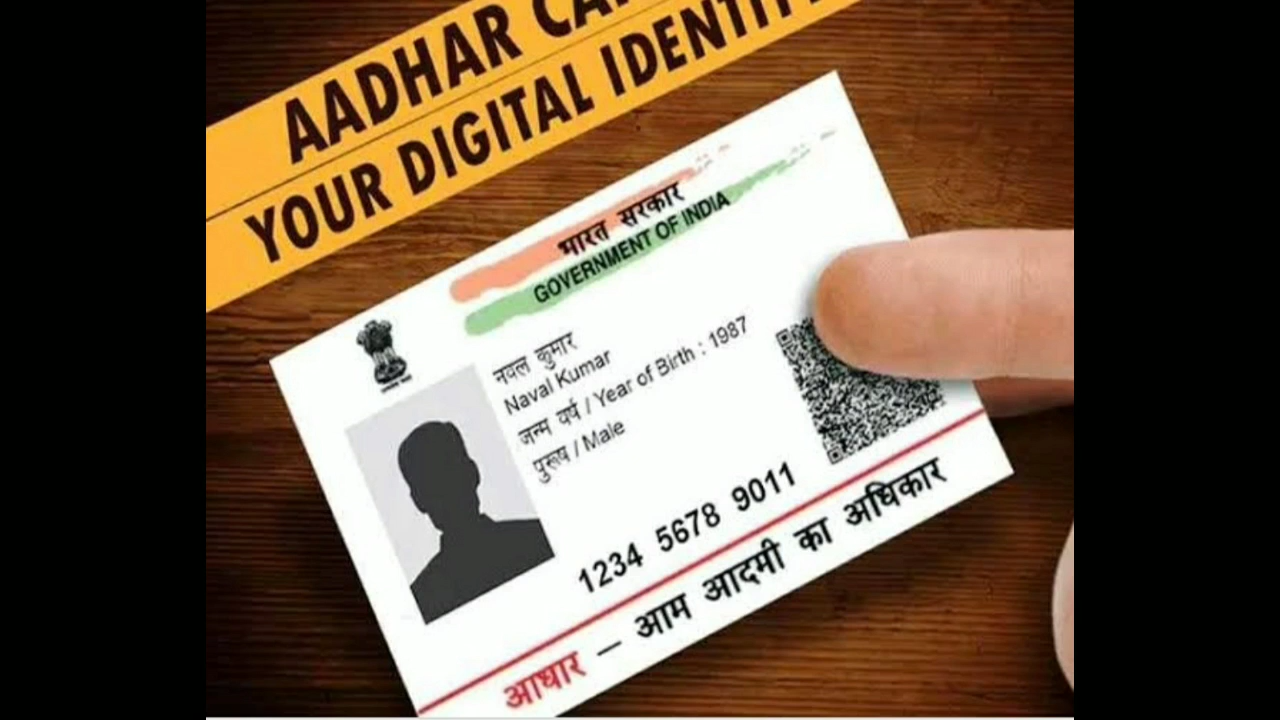 AADHAR
YOUR DIGITAL
भारत सरकार
GOVERNMENT OF INDIA
नवल कुमार
Naval Kumar
जन्म वर्ष / Year of Birth : 1987
पुरूष / Male
1234 5678 9011
आधार – आम आदमी का अधिकार